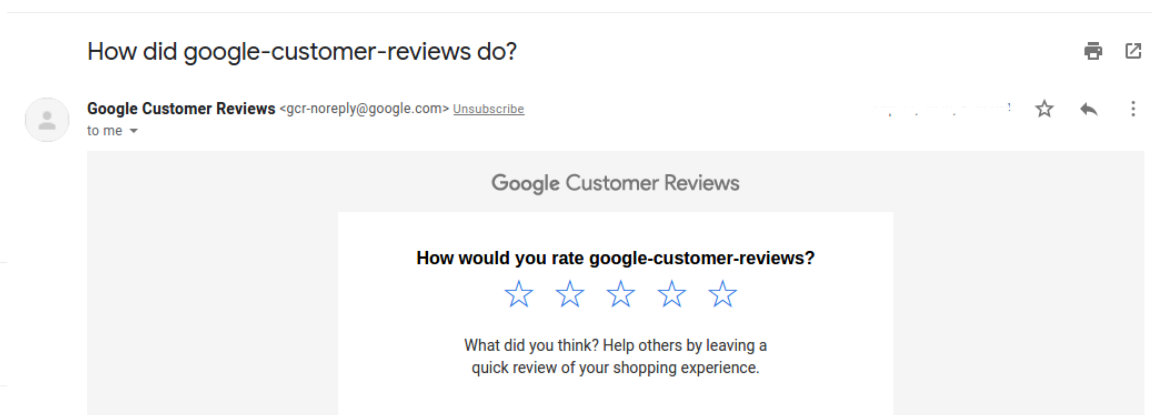 How did google-customer-reviews do?
Google Customer Reviews <gcr-noreply@google.com> Unsubscribe
to me
Google Customer Reviews
How would you rate google-customer-reviews?
What did you think? Help others by leaving a
quick review of your shopping experience.